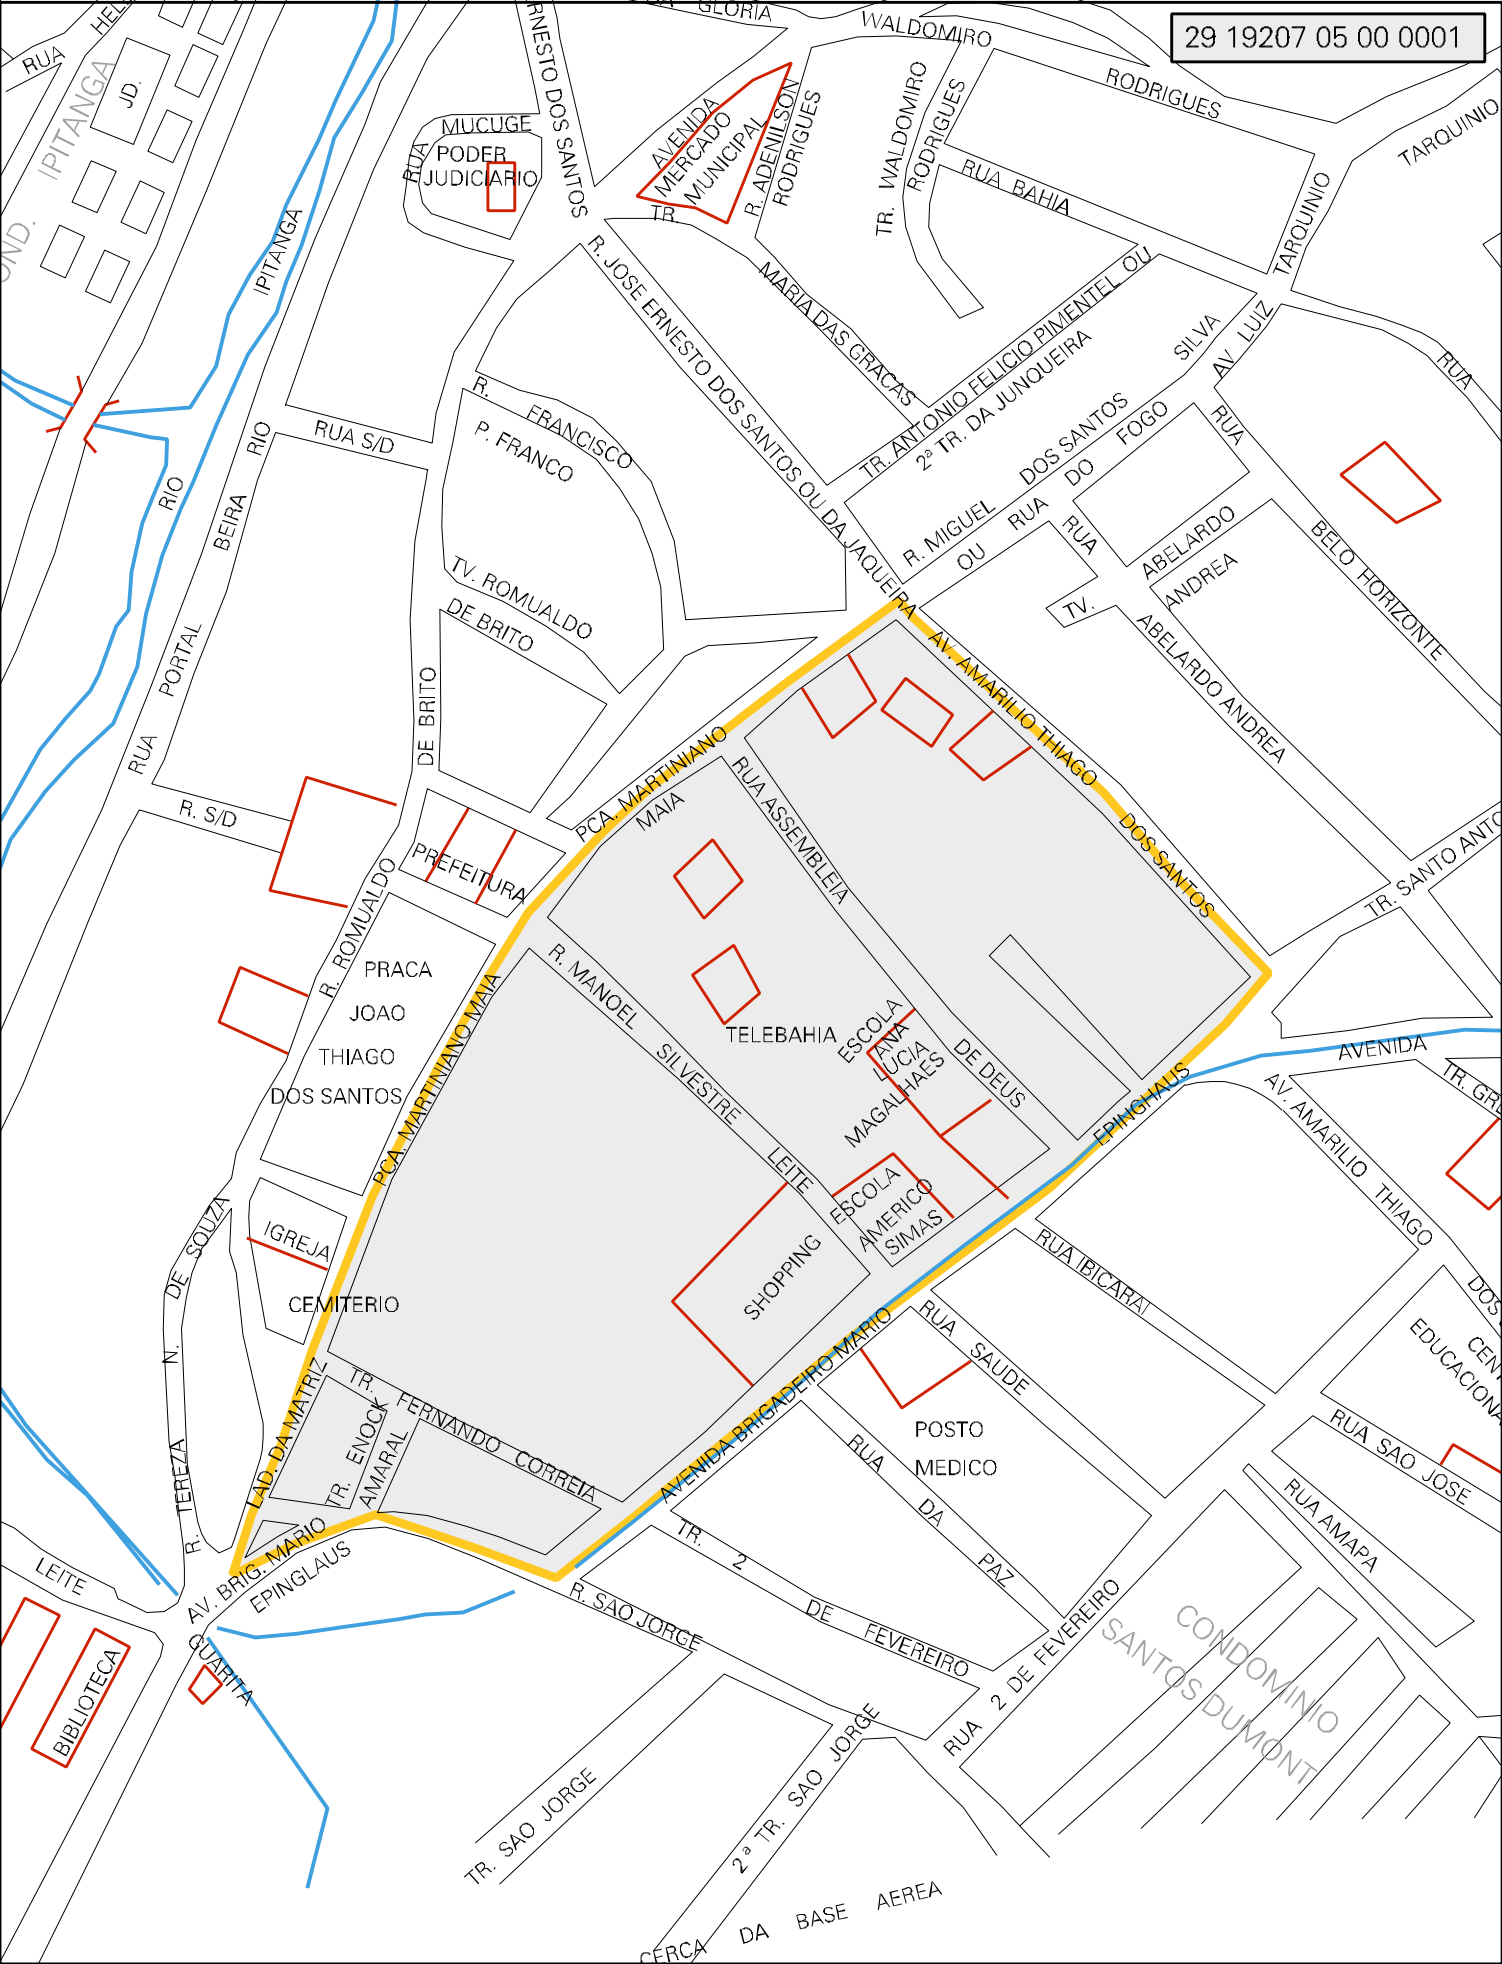 29 19207 05 00 0001
GLORIA
WALDOMIRO
RODRIGUES
TARQUINIO
RUA
JD.
IPITANGA
OND.
RNESTO DOS SANTOS
MUCUGE
RUA
PODER
JUDICIARIO
AVENIDA
MERCADO
MUNICIPAL
R. ADENILSON
RODRIGUES
TR. WALDOMIRO
RODRIGUES
RUA BAHIA
TARQUINIO
AV. LUIZ
TR.
MARIA DAS GRACAS
IPITANGA
R. JOSE ERNESTO DOS SANTOS OU DA JAQUEIRA
TR. ANTONIO FELICIO PIMENTEL OU
2ª TR. DA JUNQUEIRA
R. MIGUEL DOS SANTOS SILVA
OU RUA DO FOGO
RUA
RUA
BELO HORIZONTE
RUA
ABELARDO
ANDREA
TV.
ABELARDO ANDREA
RUA S/D
R. FRANCISCO
P. FRANCO
TV. ROMUALDO
DE BRITO
RIO
RUA PORTAL BEIRA RIO
R. S/D
R. ROMUALDO DE BRITO
PREFEITURA
PCA. MARTINIANO
MAIA
AV. AMARILIO THIAGO DOS SANTOS
RUA ASSEMBLEIA DE DEUS
TR. SANTO ANTO
PRACA
JOAO
THIAGO
DOS SANTOS
PCA. MARTINIANO MAIA
R. MANOEL SILVESTRE LEITE
TELEBAHIA
ESCOLA
ANA
LUCIA
MAGALHAES
ESCOLA
AMERICO
SIMAS
SHOPPING
AVENIDA
EPINGHAUS
AVENIDA BRIGADEIRO MARIO
TR. GRE
AV. AMARILIO THIAGO DOS
IGREJA
CEMITERIO
R. TEREZA N. DE SOUZA
LAD. DA MATRIZ
TR. ENOCK
AMARAL
TR. FERNANDO CORREIA
AV. BRIG. MARIO
EPINGLAUS
RUA IBICARAI
RUA SAUDE
POSTO
MEDICO
RUA DA PAZ
CEN
EDUCACIONA
RUA SAO JOSE
RUA AMAPA
LEITE
BIBLIOTECA
GUARITA
R. SAO JORGE
TR. 2 DE FEVEREIRO
RUA 2 DE FEVEREIRO
CONDOMINIO
SANTOS DUMONT
TR. SAO JORGE
2ª TR. SAO JORGE
CERCA DA BASE AEREA